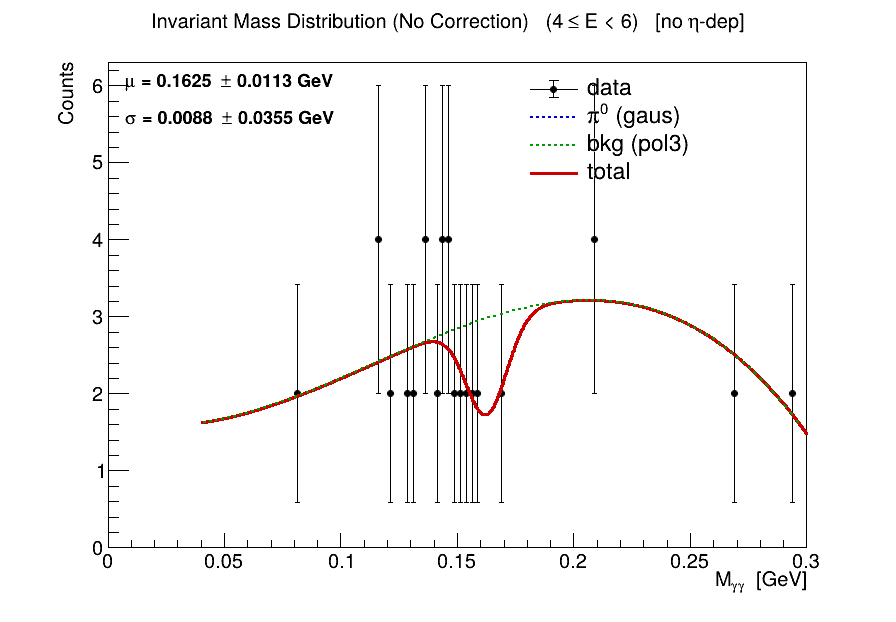 Invariant Mass Distribution (No Correction) (4 ≤ E < 6) [no η-dep]
Counts
μ = 0.1625 ± 0.0113 GeV
σ = 0.0088 ± 0.0355 GeV
data
π⁰ (gaus)
bkg (pol3)
total
6
5
4
3
2
1
0
0 0.05 0.1 0.15 0.2 0.25 0.3
M_γγ [GeV]